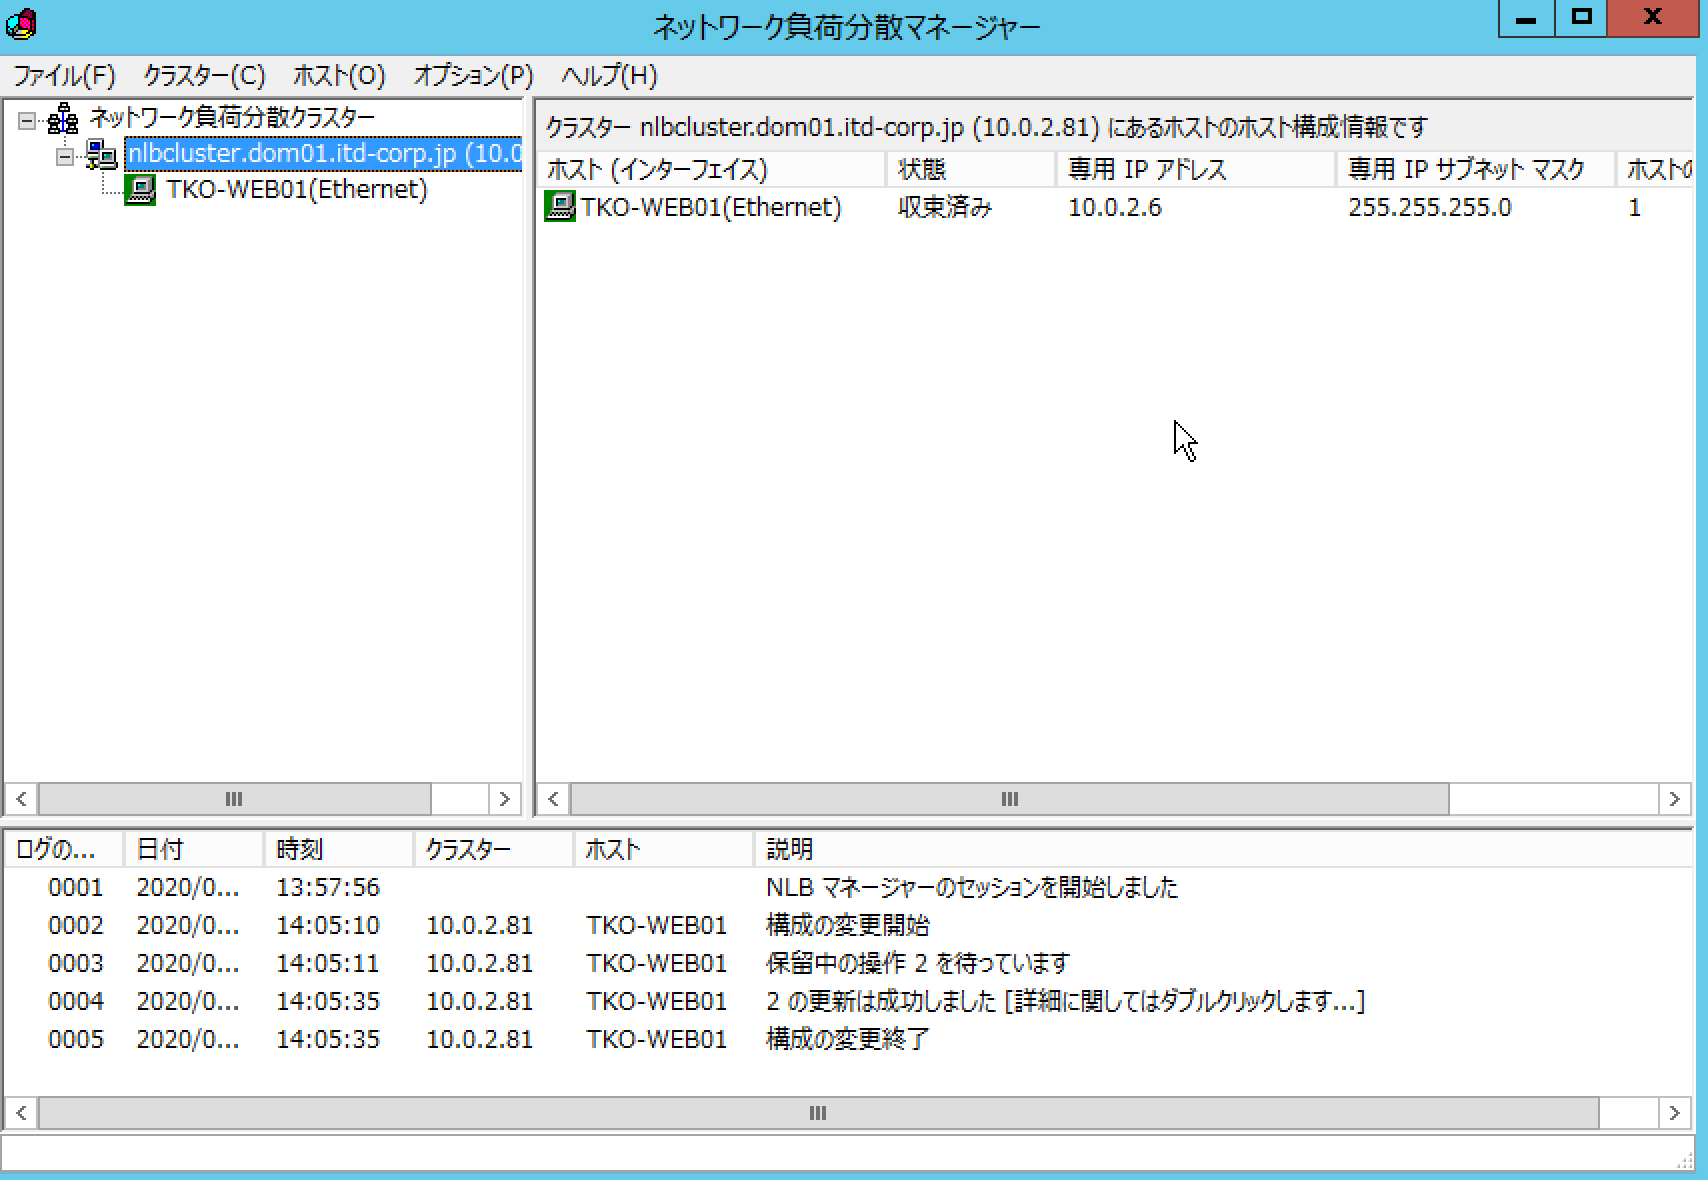 ネットワーク負荷分散マネージャー
ファイル(F) クラスター(C) ホスト(O) オプション(P) ヘルプ(H)
ネットワーク負荷分散クラスター
nlbcluster.dom01.itd-corp.jp (10.0
TKO-WEB01(Ethernet)
クラスター nlbcluster.dom01.itd-corp.jp (10.0.2.81) にあるホストのホスト構成情報です
ホスト (インターフェイス) 状態 専用 IP アドレス 専用 IP サブネット マスク ホストの
TKO-WEB01(Ethernet) 収束済み 10.0.2.6 255.255.255.0 1
ログの... 日付 時刻 クラスター ホスト 説明
0001 2020/0... 13:57:56 NLB マネージャーのセッションを開始しました
0002 2020/0... 14:05:10 10.0.2.81 TKO-WEB01 構成の変更開始
0003 2020/0... 14:05:11 10.0.2.81 TKO-WEB01 保留中の操作 2 を待っています
0004 2020/0... 14:05:35 10.0.2.81 TKO-WEB01 2 の更新は成功しました [詳細に関してはダブルクリックします...]
0005 2020/0... 14:05:35 10.0.2.81 TKO-WEB01 構成の変更終了